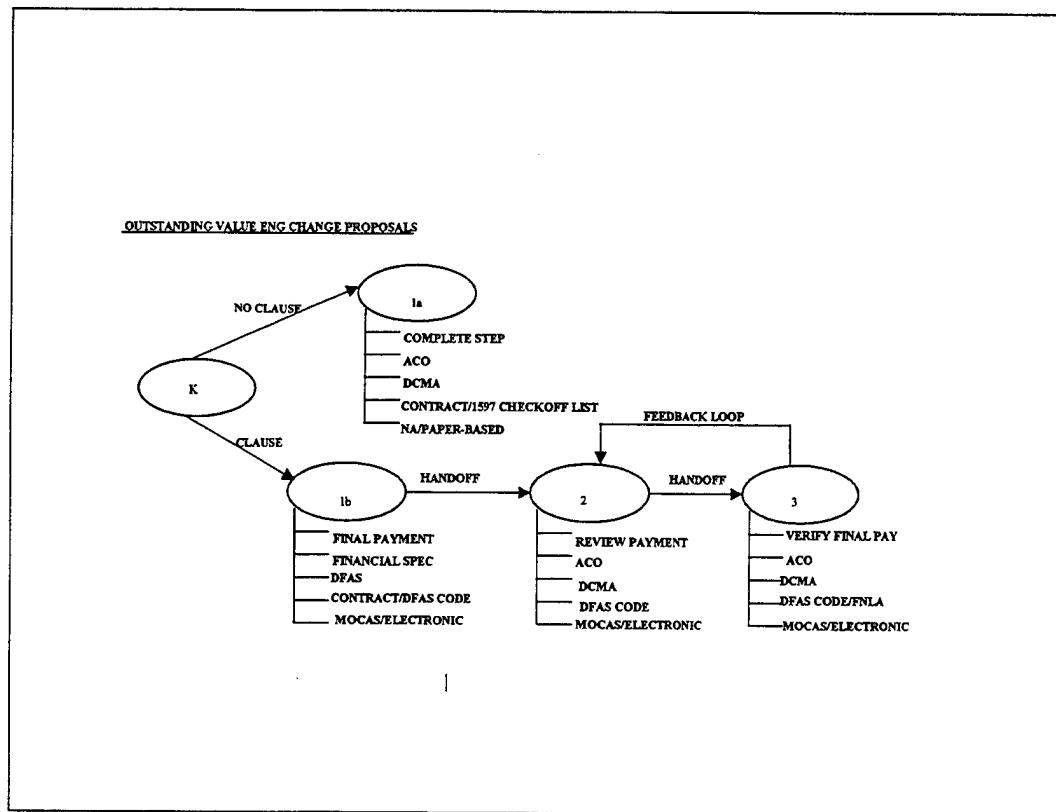 OUTSTANDING VALUE ENG CHANGE PROPOSALS
1a
NO CLAUSE
COMPLETE STEP
ACO
DCMA
CONTRACT/1597 CHECKOFF LIST
NA/PAPER-BASED
K
CLAUSE
FEEDBACK LOOP
1b
HANDOFF
2
HANDOFF
3
FINAL PAYMENT
FINANCIAL SPEC
DFAS
CONTRACT/DFAS CODE
MOCAS/ELECTRONIC
REVIEW PAYMENT
ACO
DCMA
DFAS CODE
MOCAS/ELECTRONIC
VERIFY FINAL PAY
ACO
DCMA
DFAS CODE/FNLA
MOCAS/ELECTRONIC